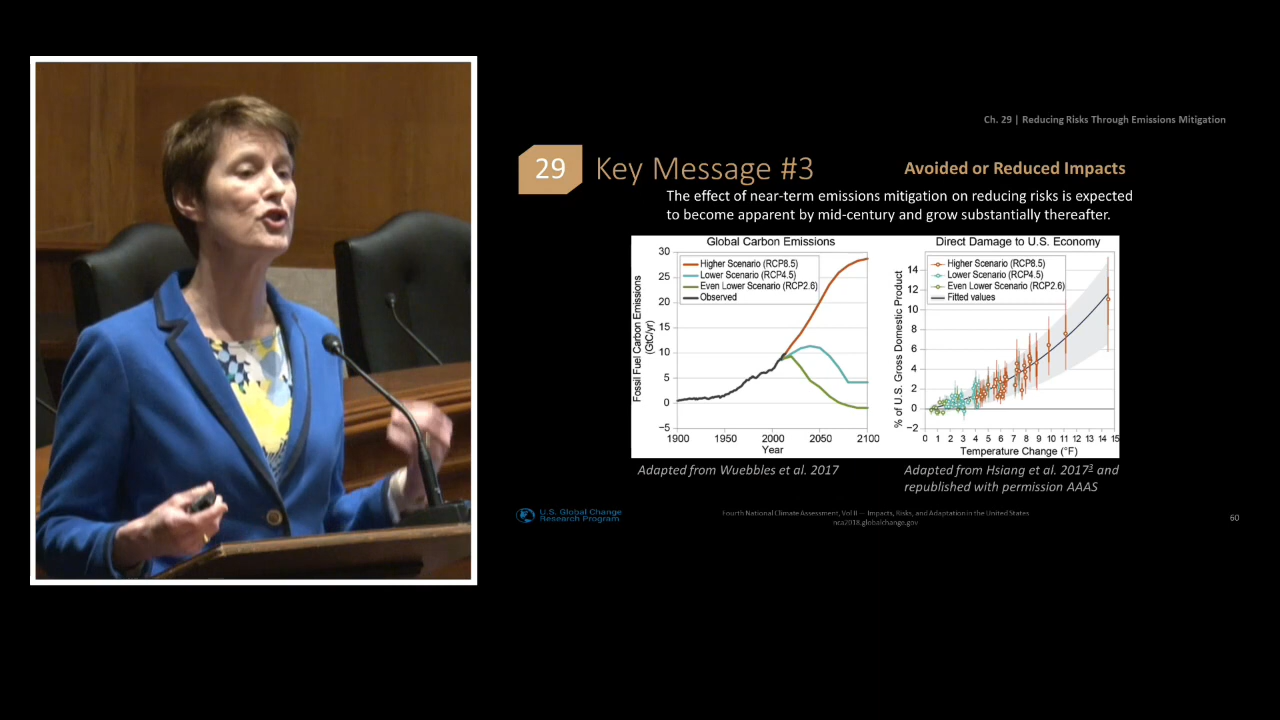 Ch. 29 | Reducing Risks Through Emissions Mitigation
29
Key Message #3
Avoided or Reduced Impacts
The effect of near-term emissions mitigation on reducing risks is expected
to become apparent by mid-century and grow substantially thereafter.
Global Carbon Emissions
Fossil Fuel Carbon Emissions
(GtC/yr)
30
25
20
15
10
5
0
−5
Higher Scenario (RCP8.5)
Lower Scenario (RCP4.5)
Even Lower Scenario (RCP2.6)
Observed
1900 1950 2000 2050 2100
Year
Direct Damage to U.S. Economy
% of U.S. Gross Domestic Product
14
12
10
8
6
4
2
0
−2
Higher Scenario (RCP8.5)
Lower Scenario (RCP4.5)
Even Lower Scenario (RCP2.6)
Fitted values
0 1 2 3 4 5 6 7 8 9 10 11 12 13 14 15
Temperature Change (°F)
Adapted from Wuebbles et al. 2017
Adapted from Hsiang et al. 2017³ and
republished with permission AAAS
U.S. Global Change
Research Program
Fourth National Climate Assessment, Vol II — Impacts, Risks, and Adaptation in the United States
nca2018.globalchange.gov
60